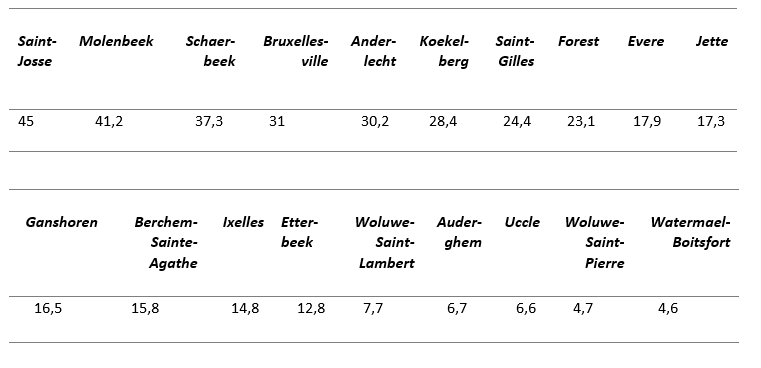 Saint- Molenbeek Schaer- Bruxelles- Ander- Koekel- Saint- Forest Evere Jette
Josse beek ville lecht berg Gilles
45 41,2 37,3 31 30,2 28,4 24,4 23,1 17,9 17,3
Ganshoren Berchem- Ixelles Etter- Woluwe- Auder- Uccle Woluwe- Watermael-
Sainte- beek Saint- ghem Saint- Boitsfort
Agathe Lambert Pierre
16,5 15,8 14,8 12,8 7,7 6,7 6,6 4,7 4,6